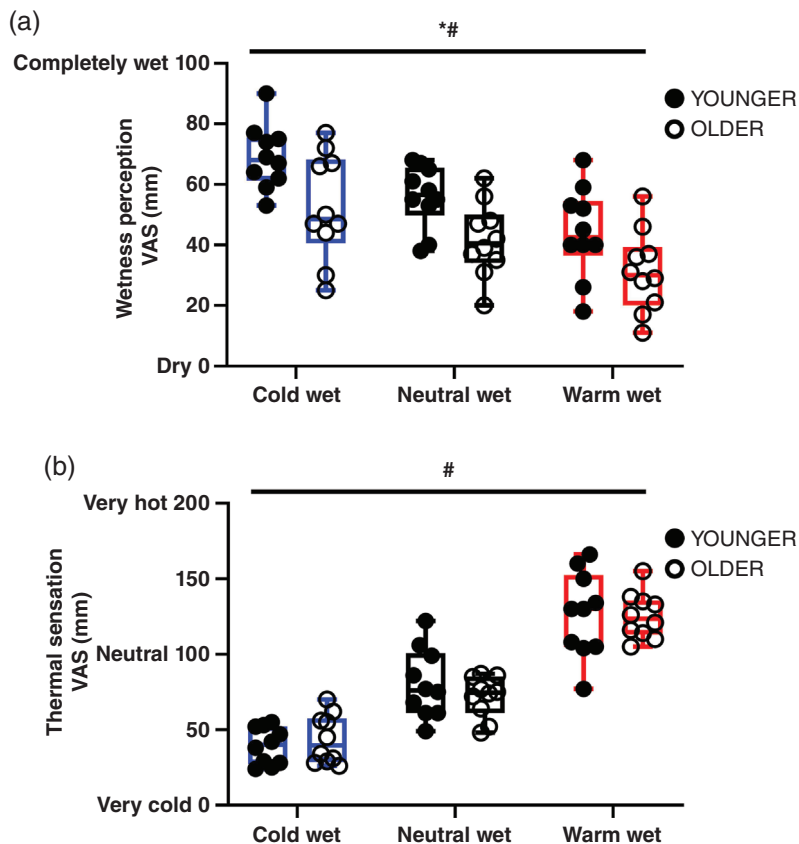 (a)
*#
Completely wet 100
80
60
40
20
Dry 0
Wetness perception
VAS (mm)
YOUNGER
OLDER
Cold wet Neutral wet Warm wet
(b)
#
Very hot 200
150
Neutral 100
50
Very cold 0
Thermal sensation
VAS (mm)
YOUNGER
OLDER
Cold wet Neutral wet Warm wet